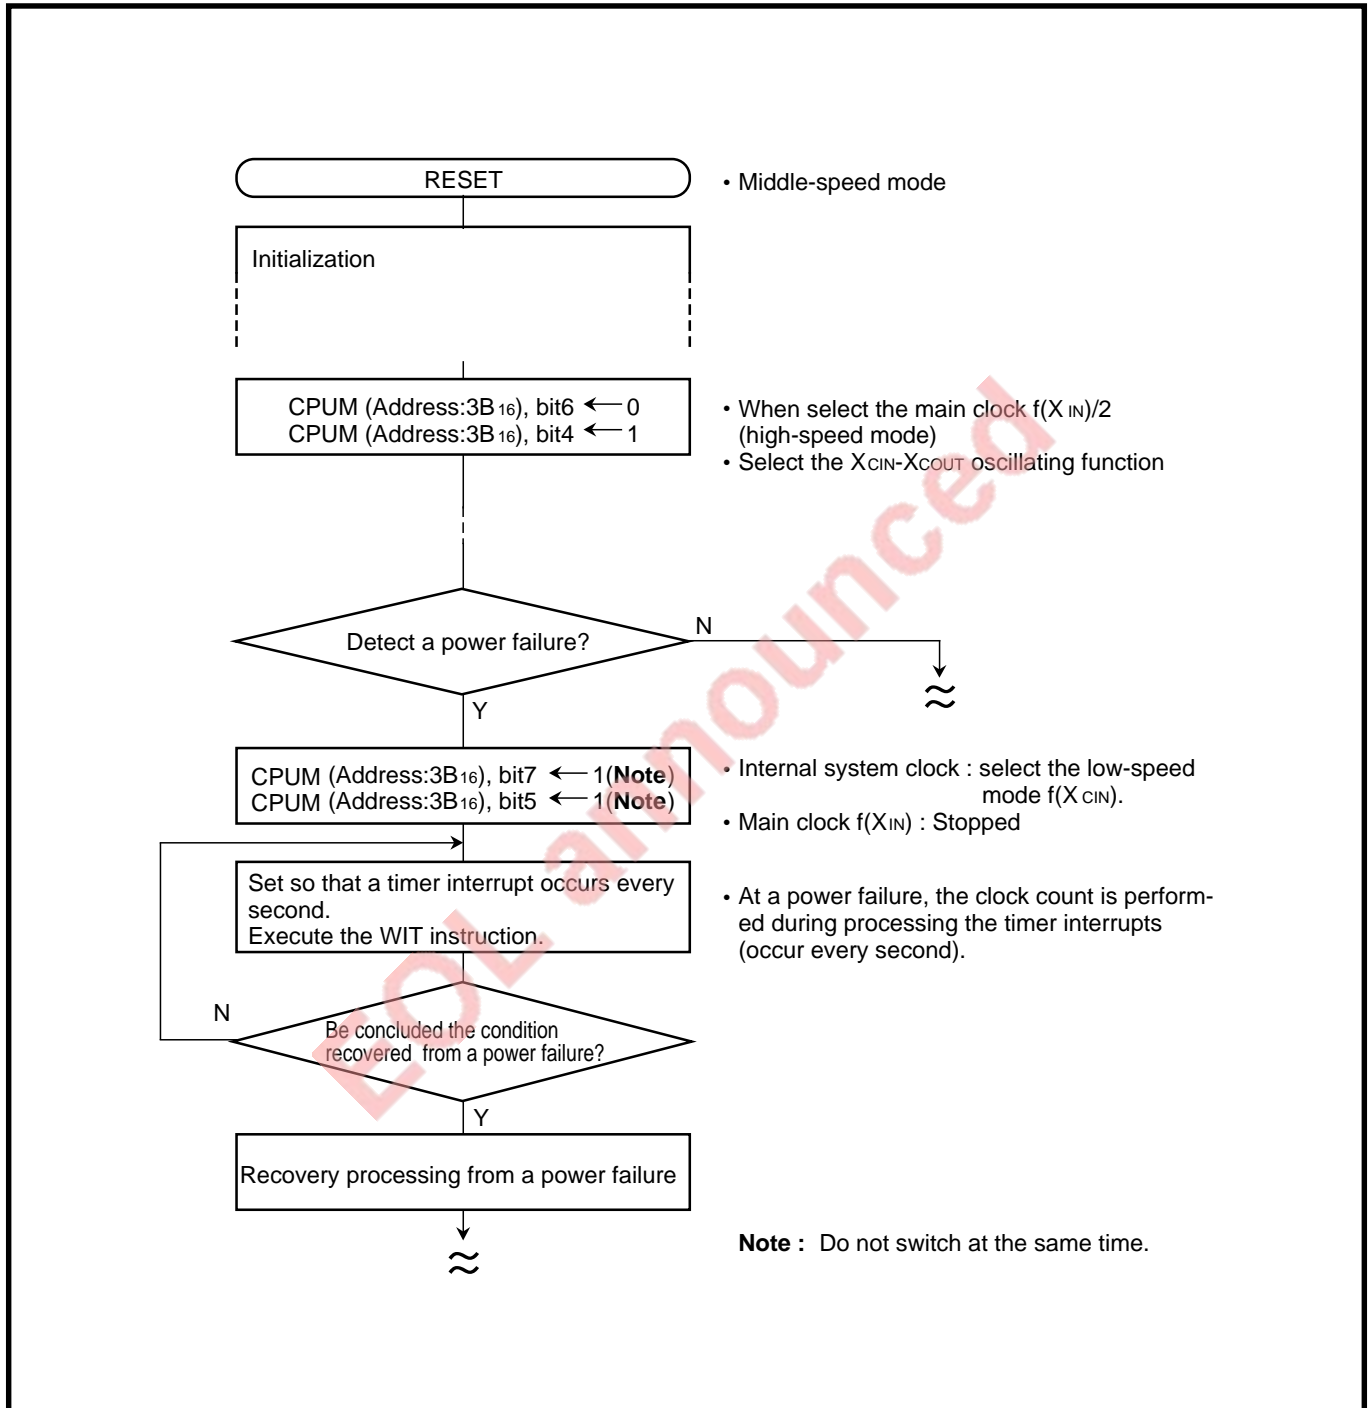 RESET
• Middle-speed mode
Initialization
CPUM (Address:3B16), bit6 ← 0
CPUM (Address:3B16), bit4 ← 1
• When select the main clock f(XIN)/2
(high-speed mode)
• Select the XCIN-XCOUT oscillating function
Detect a power failure?
N
Y
CPUM (Address:3B16), bit7 ← 1(Note)
CPUM (Address:3B16), bit5 ← 1(Note)
• Internal system clock : select the low-speed
mode f(XCIN).
• Main clock f(XIN) : Stopped
Set so that a timer interrupt occurs every
second.
Execute the WIT instruction.
• At a power failure, the clock count is perform-
ed during processing the timer interrupts
(occur every second).
N
Be concluded the condition
recovered from a power failure?
Y
Recovery processing from a power failure
Note : Do not switch at the same time.
EOL announced